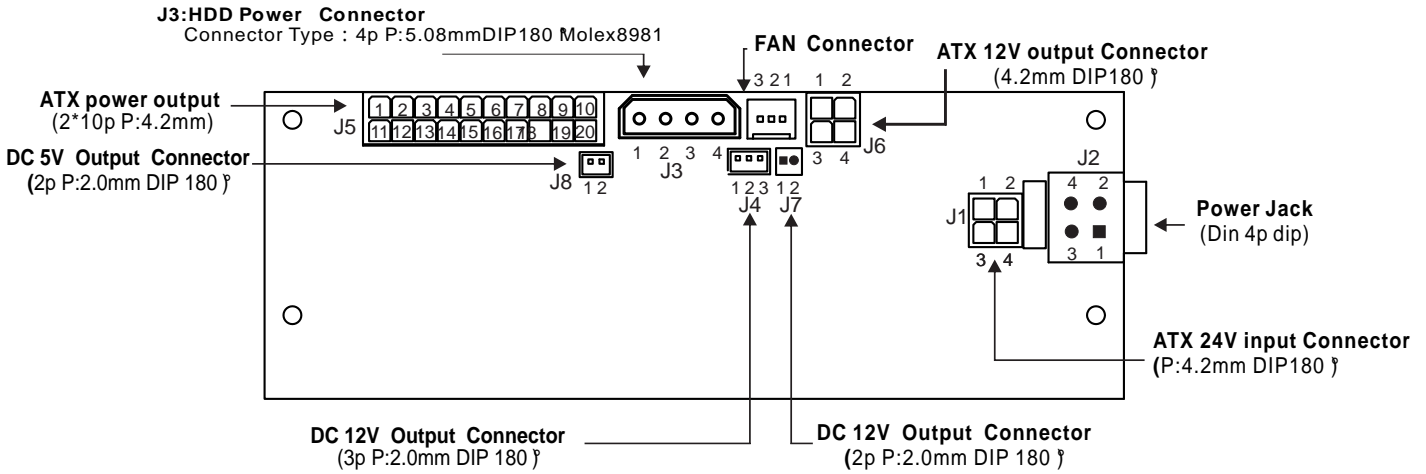 J3:HDD Power Connector
Connector Type : 4p P:5.08mmDIP180 Molex8981
FAN Connector
ATX 12V output Connector
(4.2mm DIP180 )
3 2 1
1 2
ATX power output
(2*10p P:4.2mm)
J5
1 2 3 4 5 6 7 8 9 10
11 12 13 14 15 16 17 18 19 20
J6
3 4
DC 5V Output Connector
(2p P:2.0mm DIP 180 )
J8
1 2
1 2 3 4
J3
1 2 3
J4
1 2
J7
J2
1 2
J1
3 4
4 2
3 1
Power Jack
(Din 4p dip)
ATX 24V input Connector
(P:4.2mm DIP180 )
DC 12V Output Connector
(3p P:2.0mm DIP 180 )
DC 12V Output Connector
(2p P:2.0mm DIP 180 )